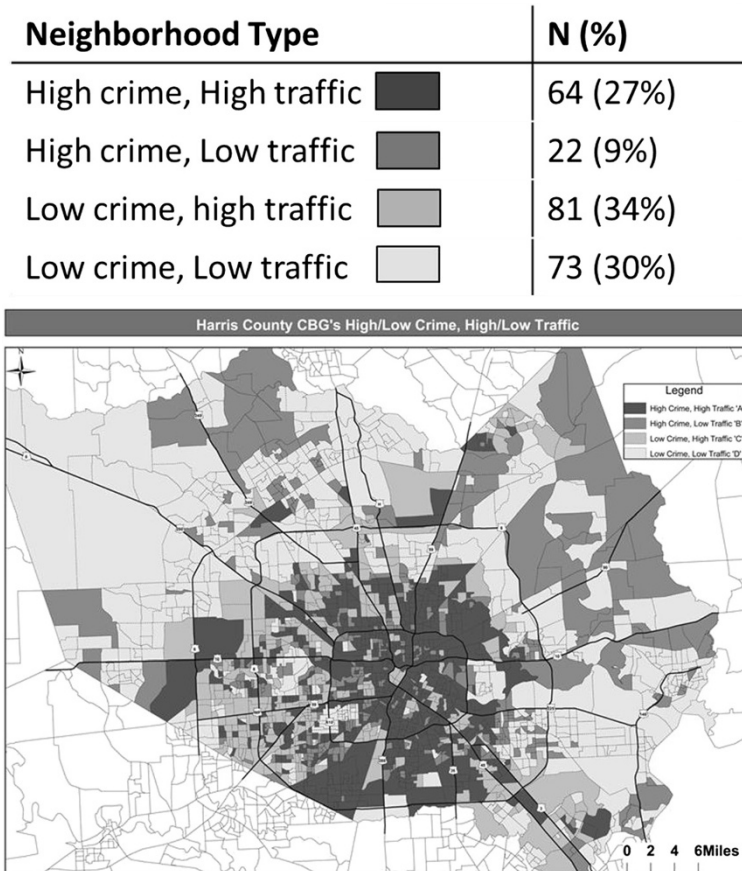 Neighborhood Type N (%)
High crime, High traffic 64 (27%)
High crime, Low traffic 22 (9%)
Low crime, high traffic 81 (34%)
Low crime, Low traffic 73 (30%)
Harris County CBG's High/Low Crime, High/Low Traffic
N
Legend
High Crime, High Traffic 'A'
High Crime, Low Traffic 'B'
Low Crime, High Traffic 'C'
Low Crime, Low Traffic 'D'
0 2 4 6Miles